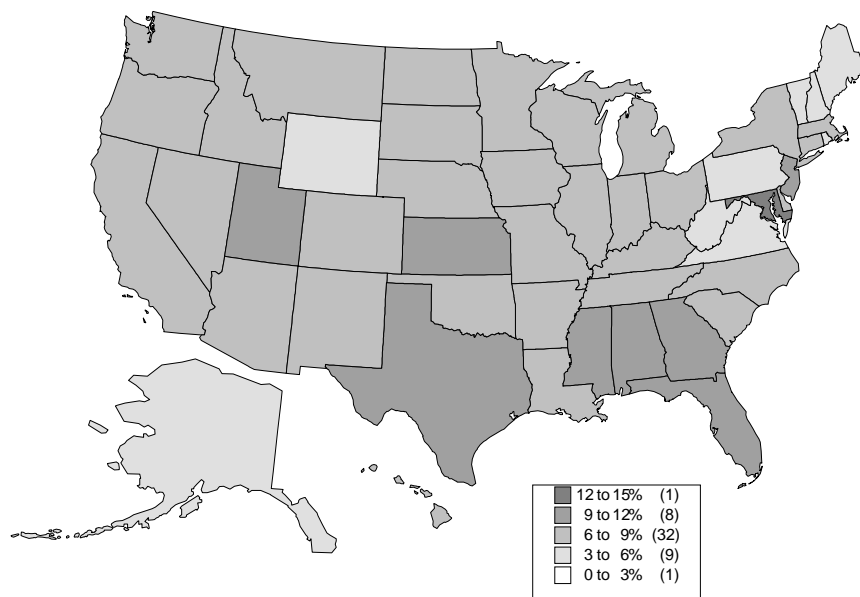 12 to 15% (1)
9 to 12% (8)
6 to 9% (32)
3 to 6% (9)
0 to 3% (1)